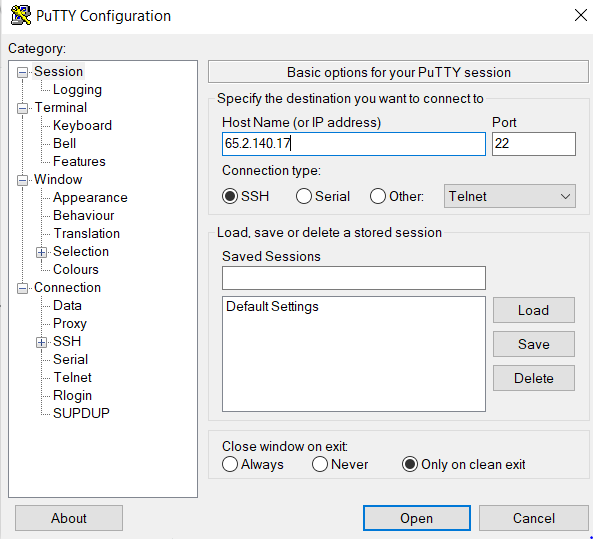 PuTTY Configuration
Category:
Session
Logging
Terminal
Keyboard
Bell
Features
Window
Appearance
Behaviour
Translation
Selection
Colours
Connection
Data
Proxy
SSH
Serial
Telnet
Rlogin
SUPDUP
Basic options for your PuTTY session
Specify the destination you want to connect to
Host Name (or IP address) Port
65.2.140.17 22
Connection type:
SSH Serial Other: Telnet
Load, save or delete a stored session
Saved Sessions
Default Settings
Load
Save
Delete
Close window on exit:
Always Never Only on clean exit
About Open Cancel